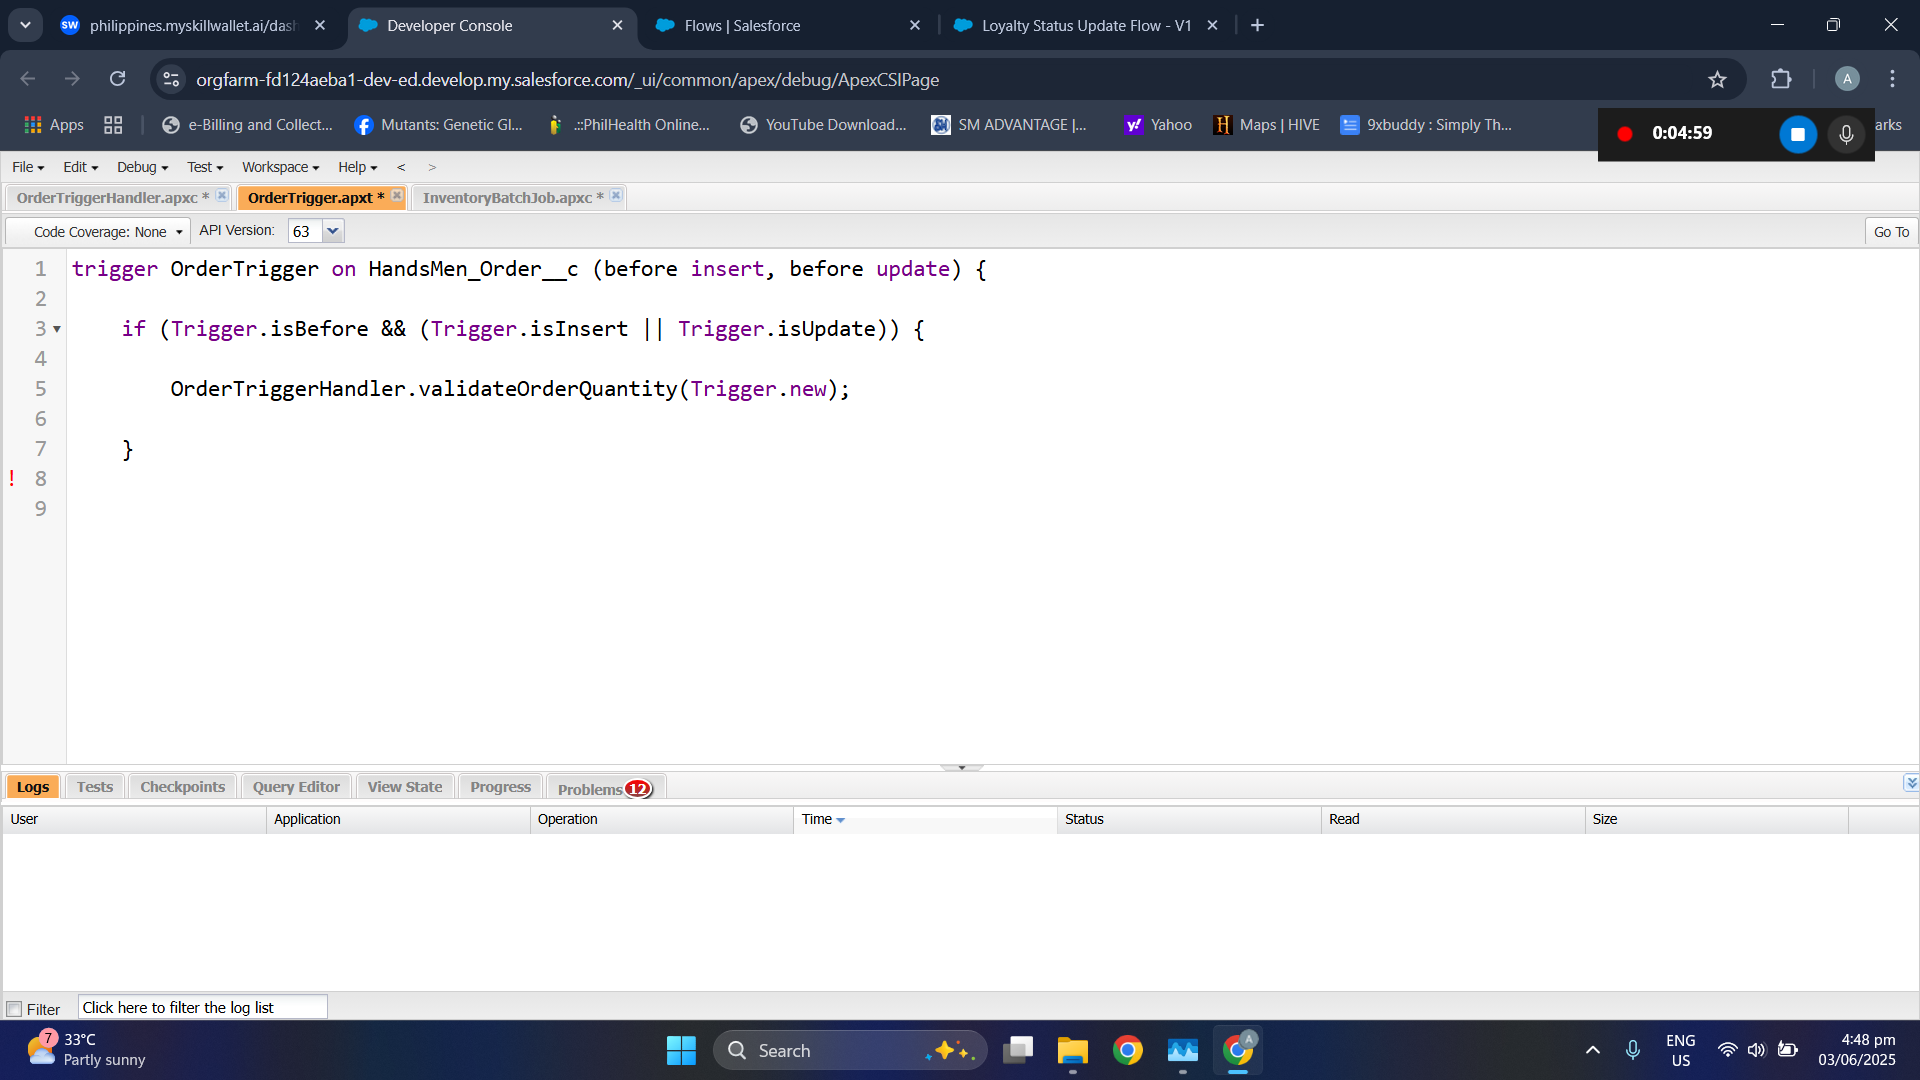 philippines.myskillwallet.ai/dash
Developer Console
Flows | Salesforce
Loyalty Status Update Flow - V1
orgfarm-fd124aeba1-dev-ed.develop.my.salesforce.com/_ui/common/apex/debug/ApexCSIPage
A
Apps
e-Billing and Collect...
Mutants: Genetic Gl...
.::PhilHealth Online...
YouTube Download...
SM ADVANTAGE |...
Yahoo
Maps | HIVE
9xbuddy : Simply Th...
0:04:59
arks
File
Edit
Debug
Test
Workspace
Help
<
>
OrderTriggerHandler.apxc *
OrderTrigger.apxt *
InventoryBatchJob.apxc *
Code Coverage: None
API Version:
63
Go To
1 trigger OrderTrigger on HandsMen_Order__c (before insert, before update) {
2
3 if (Trigger.isBefore && (Trigger.isInsert || Trigger.isUpdate)) {
4
5 OrderTriggerHandler.validateOrderQuantity(Trigger.new);
6
7 }
! 8
9
Logs
Tests
Checkpoints
Query Editor
View State
Progress
Problems 12
User
Application
Operation
Time
Status
Read
Size
Filter
Click here to filter the log list
7
33°C
Partly sunny
Search
A
ENG
US
4:48 pm
03/06/2025